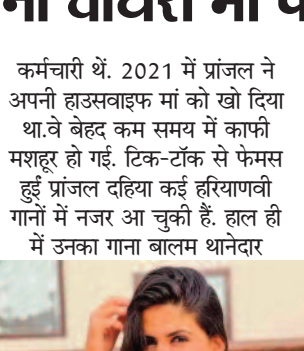 कर्मचारी थें. 2021 में प्रांजल ने
अपनी हाउसवाइफ मां को खो दिया
था.वे बेहद कम समय में काफी
मशहूर हो गई. टिक-टॉक से फेमस
हुईं प्रांजल दहिया कई हरियाणवी
गानों में नजर आ चुकी हैं. हाल ही
में उनका गाना बालम थानेदार